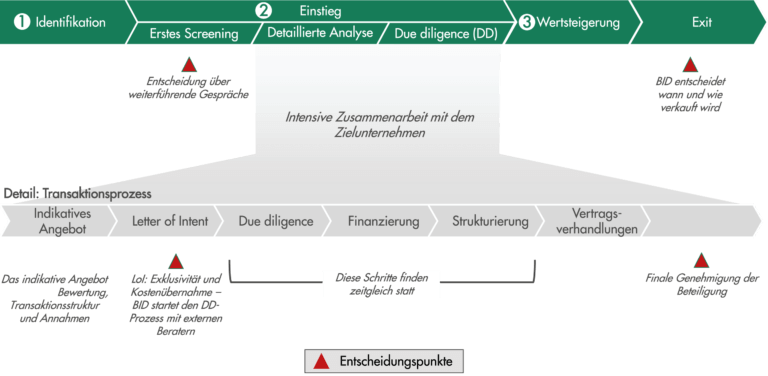 1 Identifikation
2 Einstieg
Erstes Screening
Detaillierte Analyse
Due diligence (DD)
3 Wertsteigerung
Exit
Entscheidung über
weiterführende Gespräche
BID entscheidet
wann und wie
verkauft wird
Intensive Zusammenarbeit mit dem
Zielunternehmen
Detail: Transaktionsprozess
Indikatives
Angebot
Letter of Intent
Due diligence
Finanzierung
Strukturierung
Vertrags-
verhandlungen
Das indikative Angebot
Bewertung,
Transaktionsstruktur
und Annahmen
LoI: Exklusivität und
Kostenübernahme –
BID startet den DD-
Prozess mit externen
Beratern
Diese Schritte finden
zeitgleich statt
Finale Genehmigung der
Beteiligung
Entscheidungspunkte